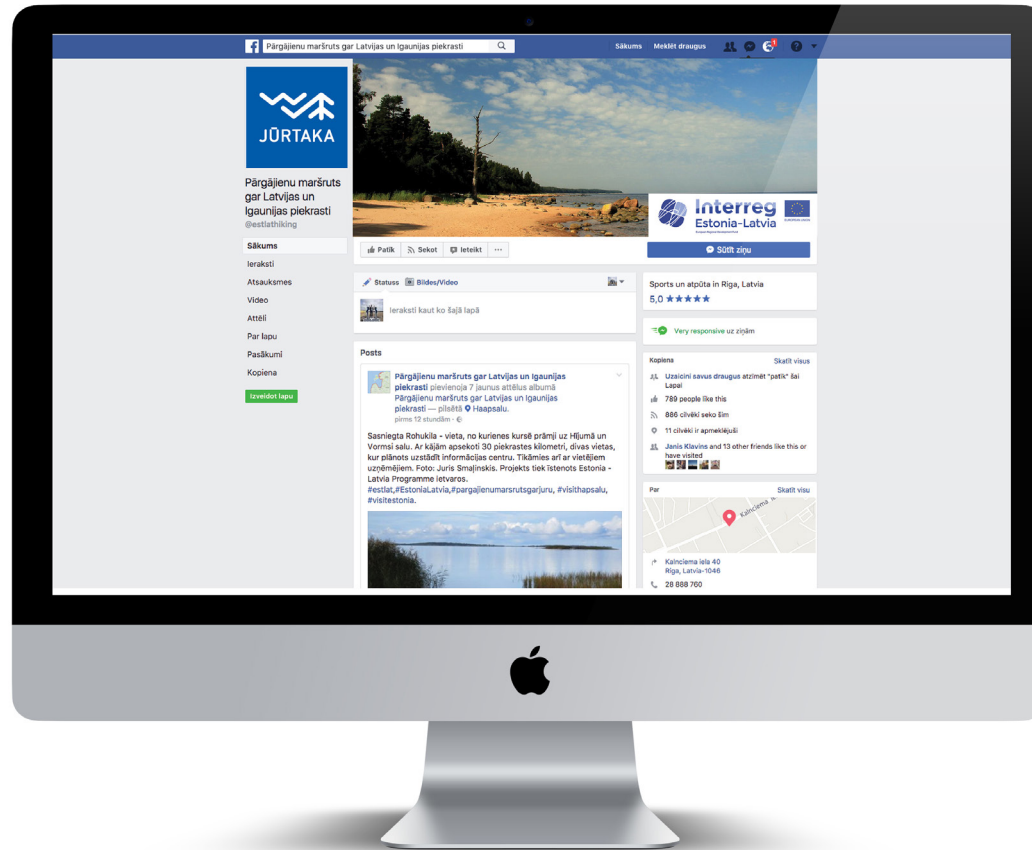 Pārgājienu maršruts gar Latvijas un Igaunijas piekrasti
Sākums
Meklēt draugus
1
JŪRTAKA
Pārgājienu maršruts
gar Latvijas un
Igaunijas piekrasti
@estlathiking
Sākums
Ieraksti
Atsauksmes
Video
Attēli
Par lapu
Pasākumi
Kopiena
Izveidot lapu
Interreg
Estonia-Latvia
EUROPEAN UNION
Patīk
Sekot
Ieteikt
Sūtīt ziņu
Statuss
Bildes/Video
Ieraksti kaut ko šajā lapā
Posts
Pārgājienu maršruts gar Latvijas un Igaunijas
piekrasti pievienoja 7 jaunus attēlus albumā
Pārgājienu maršruts gar Latvijas un Igaunijas
piekrasti — pilsētā Haapsalu.
pirms 12 stundām
Sasniegta Rohukila - vieta, no kurienes kursē prāmji uz Hījumā un
Vormsi salu. Ar kājām apsekoti 30 piekrastes kilometri, divas vietas,
kur plānots uzstādīt informācijas centru. Tikāmies arī ar vietējiem
uzņēmējiem. Foto: Juris Smaļinskis. Projekts tiek īstenots Estonia -
Latvia Programme ietvaros.
#estlat,#EstoniaLatvia,#pargajienumarsrutsgarjuru, #visithapsalu,
#visitestonia.
Sports un atpūta in Riga, Latvia
5,0 ★★★★★
Very responsive uz ziņām
Kopiena
Skatīt visus
Uzaicini savus draugus atzīmēt "patīk" šai
Lapai
789 people like this
886 cilvēki seko šim
11 cilvēki ir apmeklējuši
Janis Klavins and 13 other friends like this or
have visited
Par
Skatīt visu
Kalnciema
Kalnciema iela 40
Riga, Latvia-1046
28 888 760